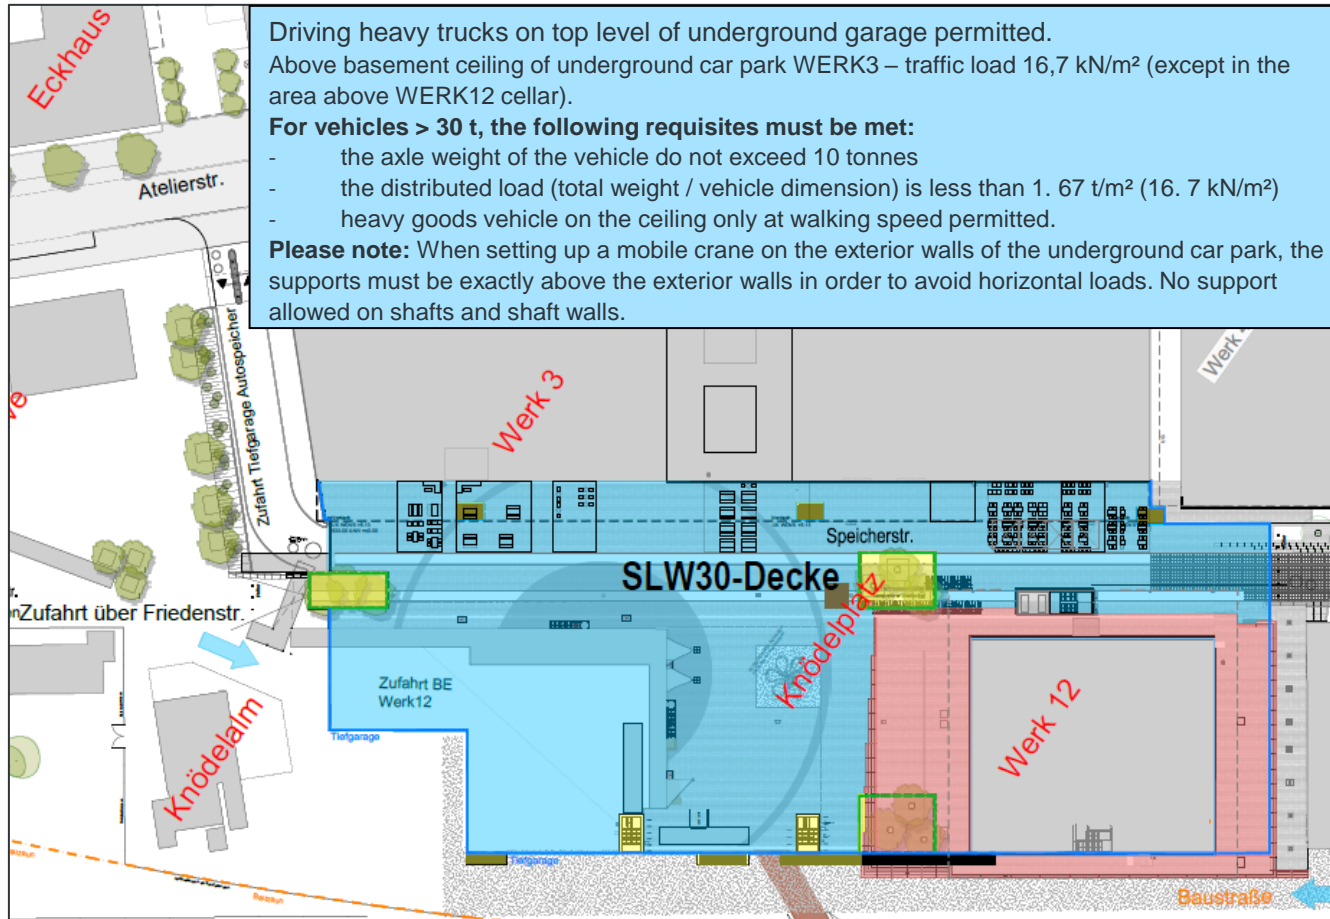 Driving heavy trucks on top level of underground garage permitted.
Above basement ceiling of underground car park WERK3 – traffic load 16,7 kN/m² (except in the
area above WERK12 cellar).
For vehicles > 30 t, the following requisites must be met:
- the axle weight of the vehicle do not exceed 10 tonnes
- the distributed load (total weight / vehicle dimension) is less than 1. 67 t/m² (16. 7 kN/m²)
- heavy goods vehicle on the ceiling only at walking speed permitted.
Please note: When setting up a mobile crane on the exterior walls of the underground car park, the
supports must be exactly above the exterior walls in order to avoid horizontal loads. No support
allowed on shafts and shaft walls.
Eckhaus
Atelierstr.
Zufahrt Tiefgarage Autospeicher
Werk 3
Werk
Speicherstr.
SLW30-Decke
Knödelplatz
Zufahrt über Friedenstr.
Zufahrt BE
Werk12
Tiefgarage
Knödelalm
Werk 12
Tiefgarage
Bauzaun
Bauzaun
Baustraße